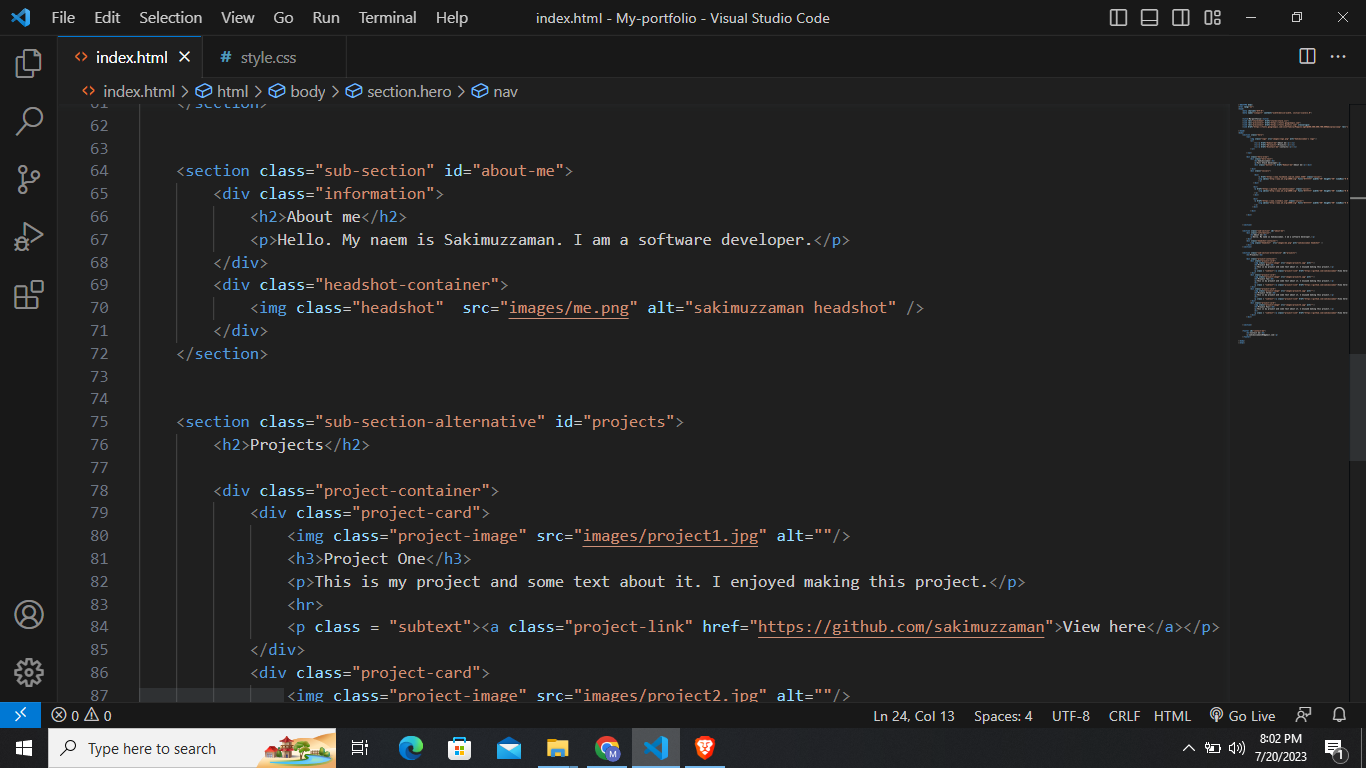 File Edit Selection View Go Run Terminal Help index.html - My-portfolio - Visual Studio Code
index.html # style.css
index.html > html > body > section.hero > nav
61 </section>
62
63
64 <section class="sub-section" id="about-me">
65 <div class="information">
66 <h2>About me</h2>
67 <p>Hello. My naem is Sakimuzzaman. I am a software developer.</p>
68 </div>
69 <div class="headshot-container">
70 <img class="headshot"  src="images/me.png" alt="sakimuzzaman headshot" />
71 </div>
72 </section>
73
74
75 <section class="sub-section-alternative" id="projects">
76 <h2>Projects</h2>
77
78 <div class="project-container">
79 <div class="project-card">
80 <img class="project-image" src="images/project1.jpg" alt=""/>
81 <h3>Project One</h3>
82 <p>This is my project and some text about it. I enjoyed making this project.</p>
83 <hr>
84 <p class = "subtext"><a class="project-link" href="https://github.com/sakimuzzaman">View here</a></p>
85 </div>
86 <div class="project-card">
87 <img class="project-image" src="images/project2.jpg" alt=""/>
0 0 Ln 24, Col 13 Spaces: 4 UTF-8 CRLF HTML Go Live
Type here to search
M
8:02 PM
7/20/2023
1